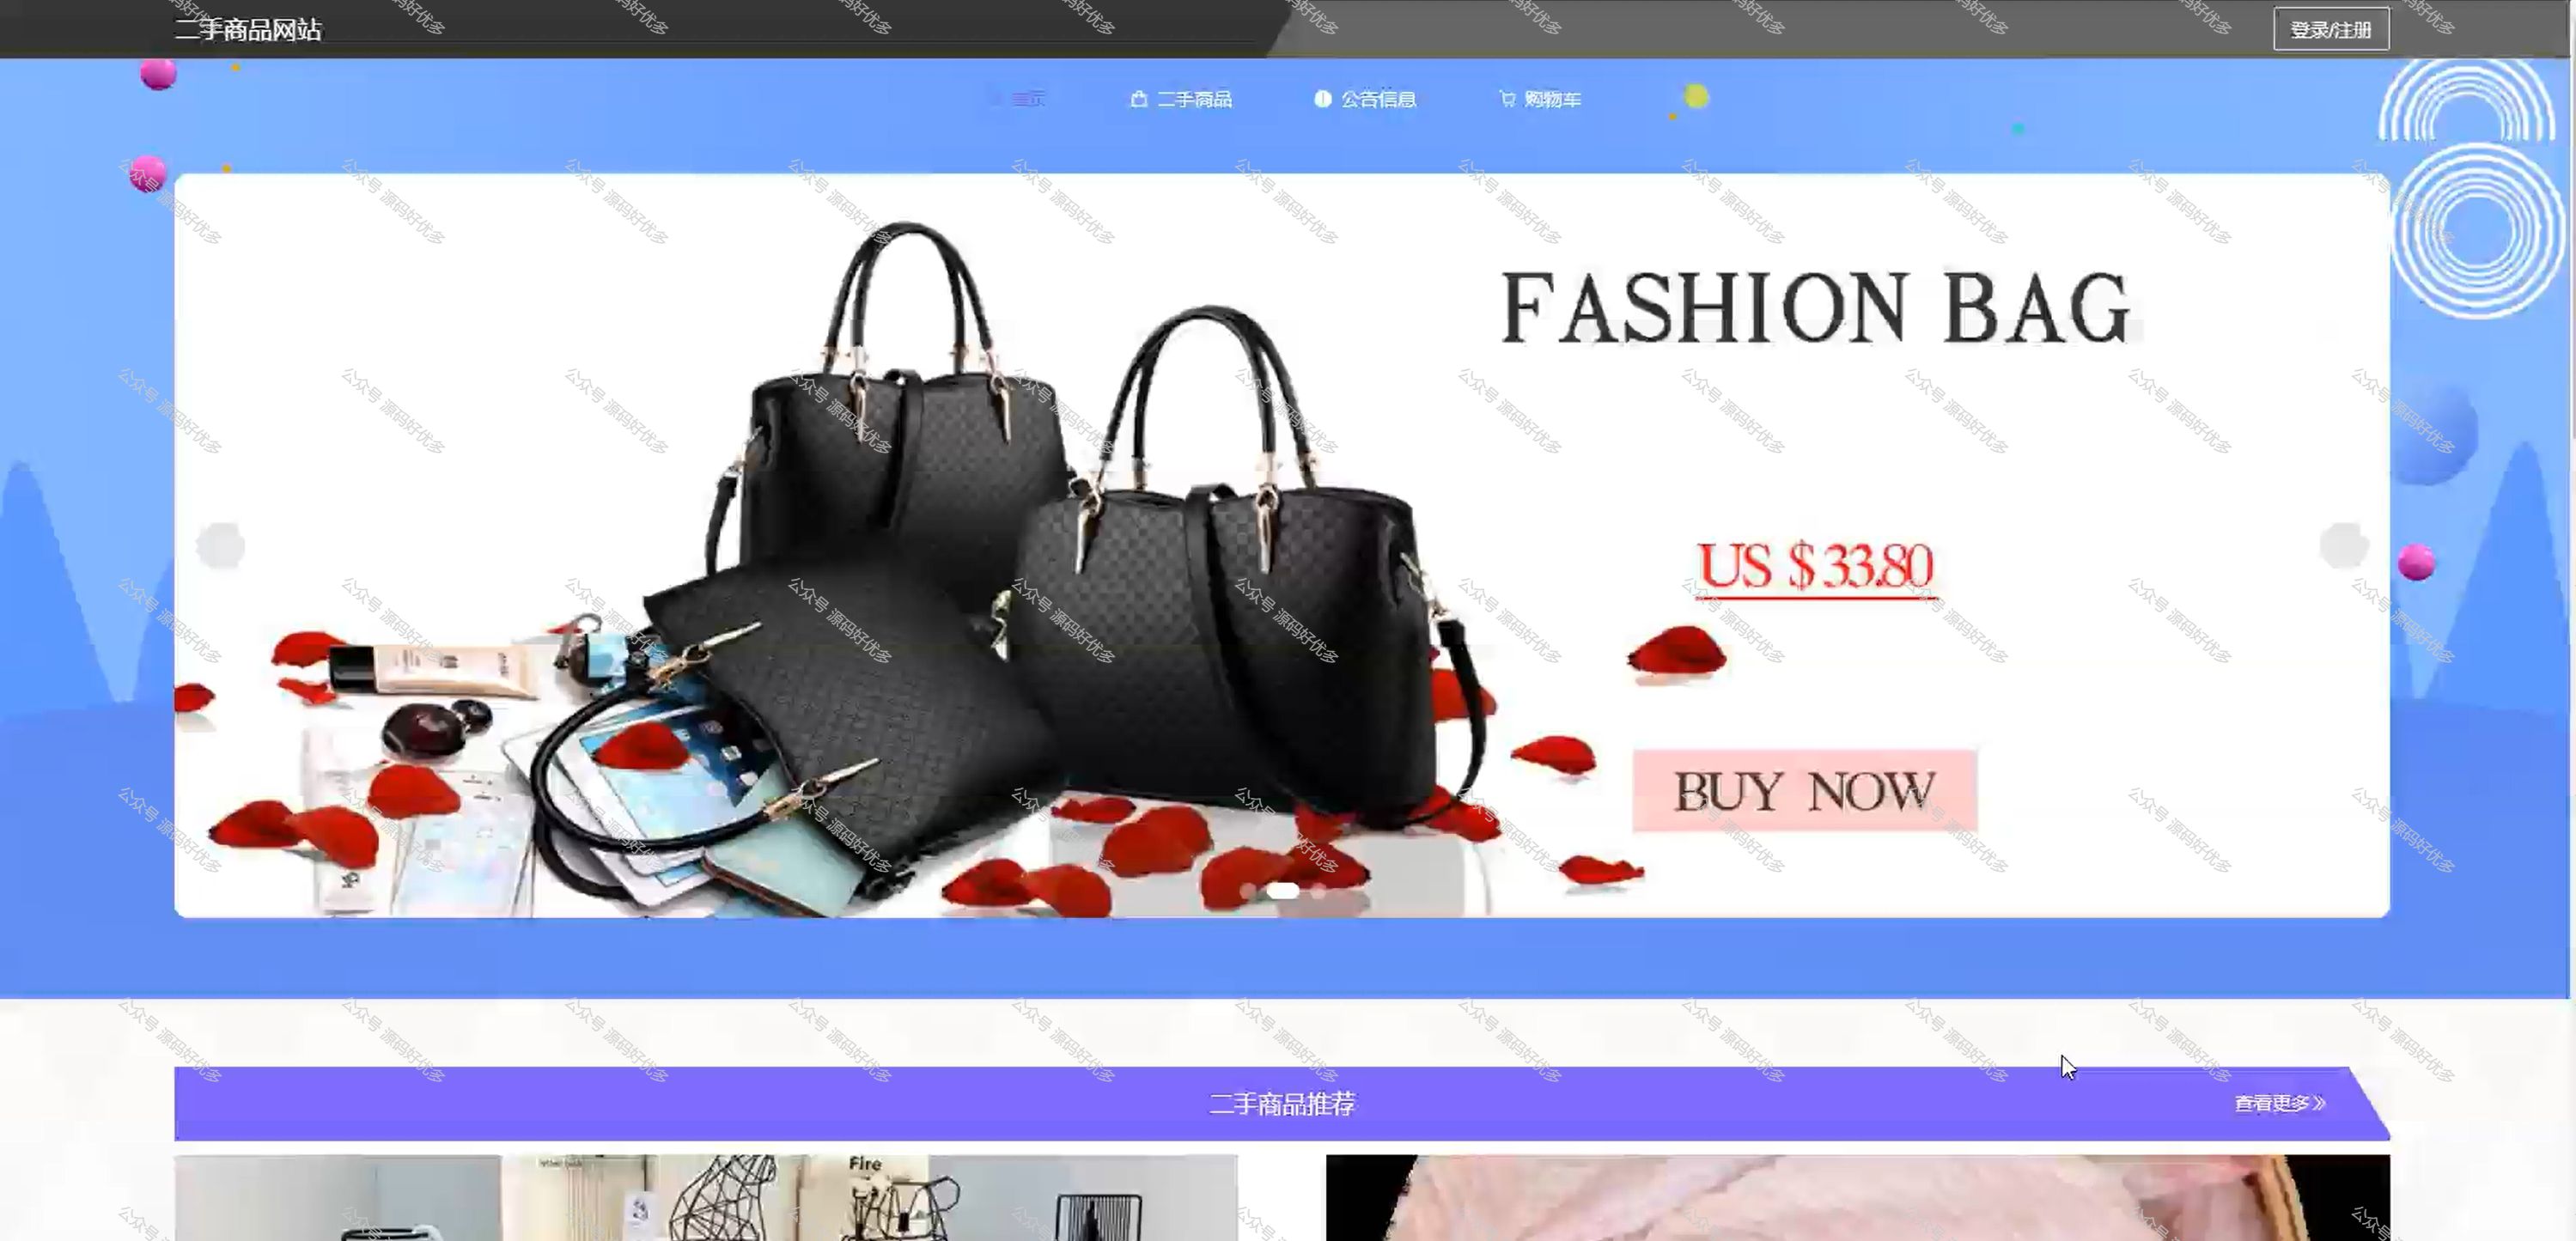 二手商品网站
登录/注册
首页
二手商品
公告信息
购物车
FASHION BAG
US $33.80
BUY NOW
二手商品推荐
查看更多》
Fire
公众号 源码好优多